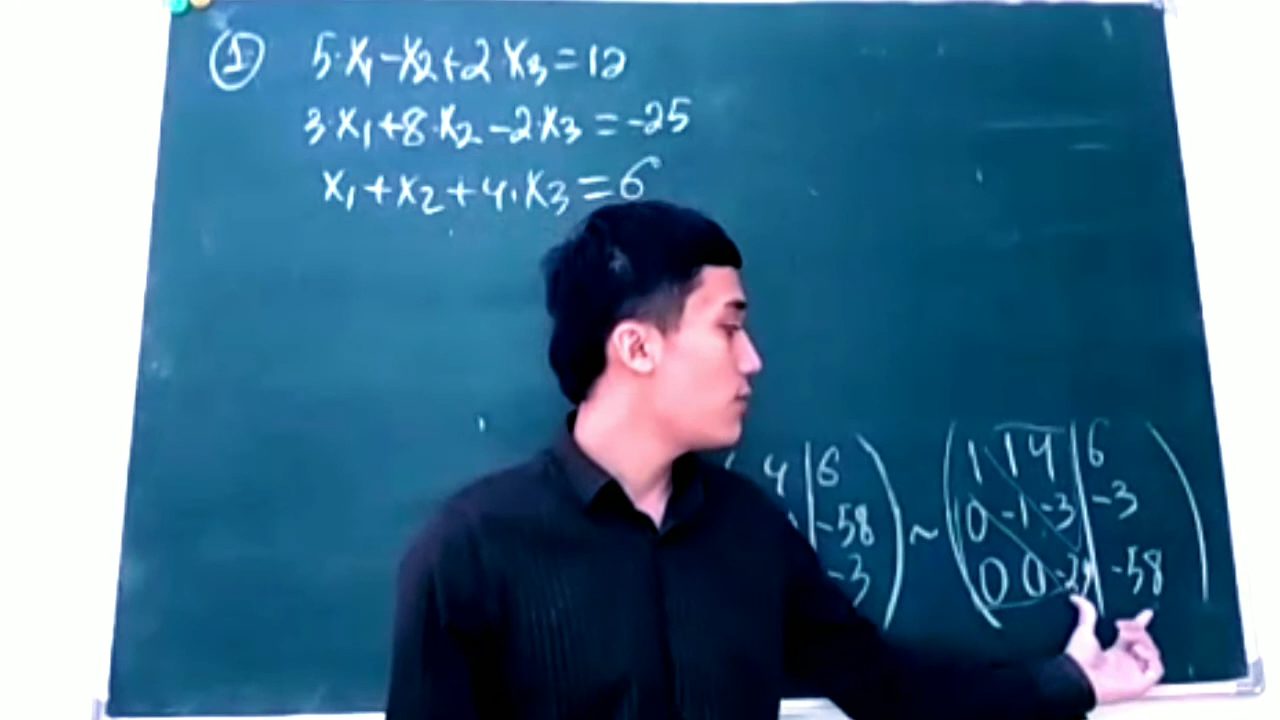 ① 5·x₁-x₂+2·x₃=12
3·x₁+8·x₂-2·x₃=-25
x₁+x₂+4·x₃=6
4 | 6 ) ~ ( 1 1 4 | 6 )
| -58 0 -1 -3 | -3
-3 0 0 | -58